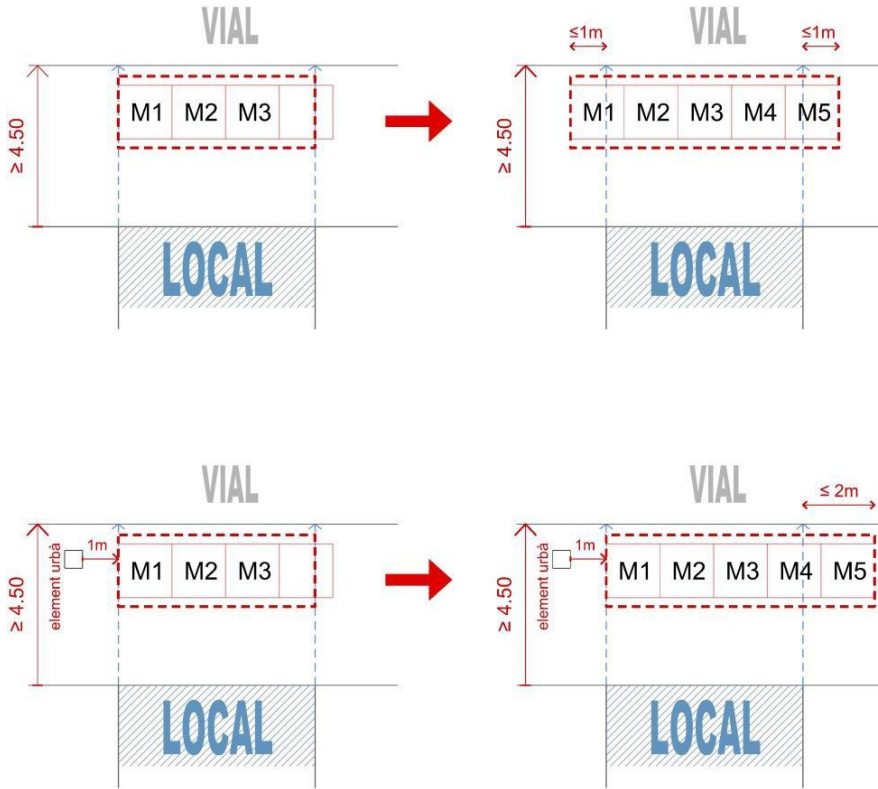 VIAL
≥ 4.50
M1 M2 M3
LOCAL
VIAL
≤1m ≤1m
≥ 4.50
M1 M2 M3 M4 M5
LOCAL
VIAL
≥ 4.50
element urbà
1m
M1 M2 M3
LOCAL
VIAL
≤ 2m
≥ 4.50
element urbà
1m
M1 M2 M3 M4 M5
LOCAL